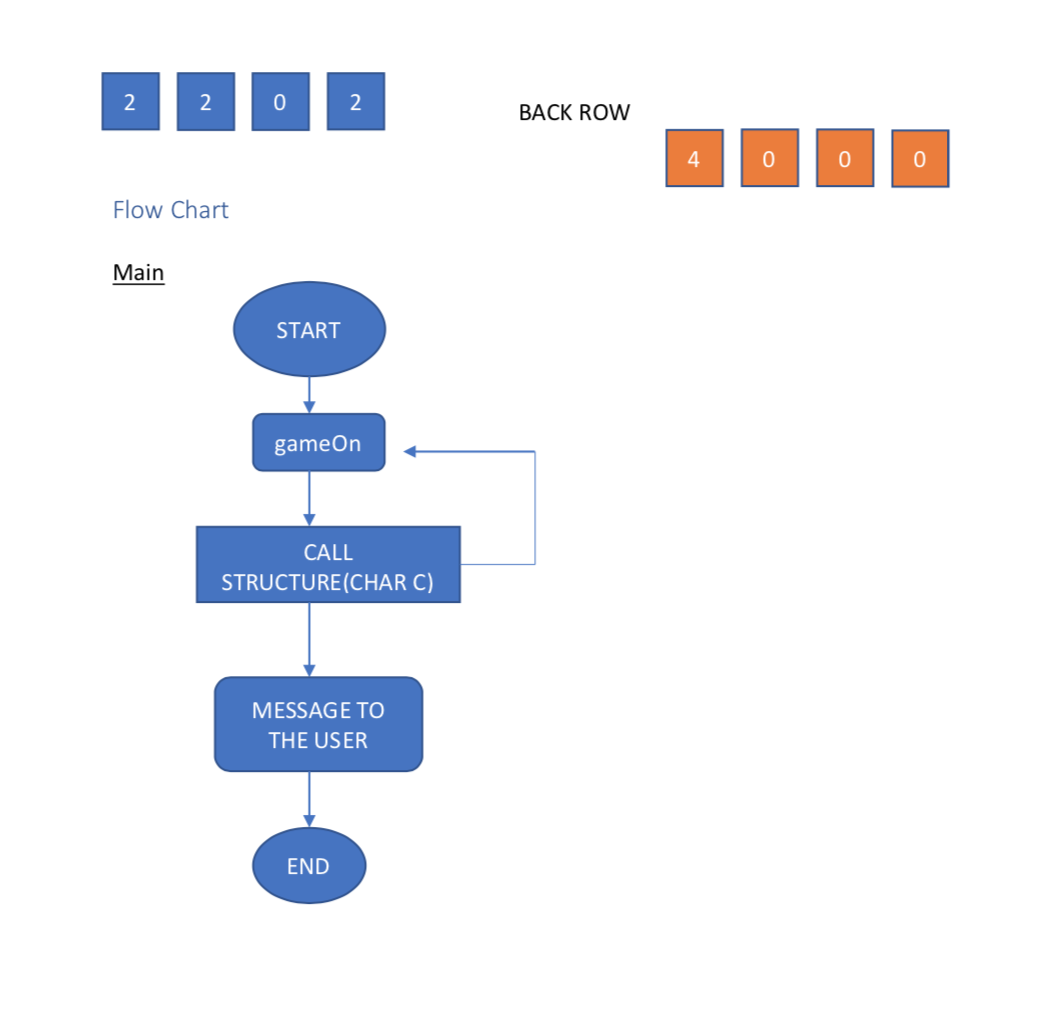 2 2 0 2
BACK ROW
4 0 0 0
Flow Chart
Main
START
gameOn
CALL
STRUCTURE(CHAR C)
MESSAGE TO
THE USER
END